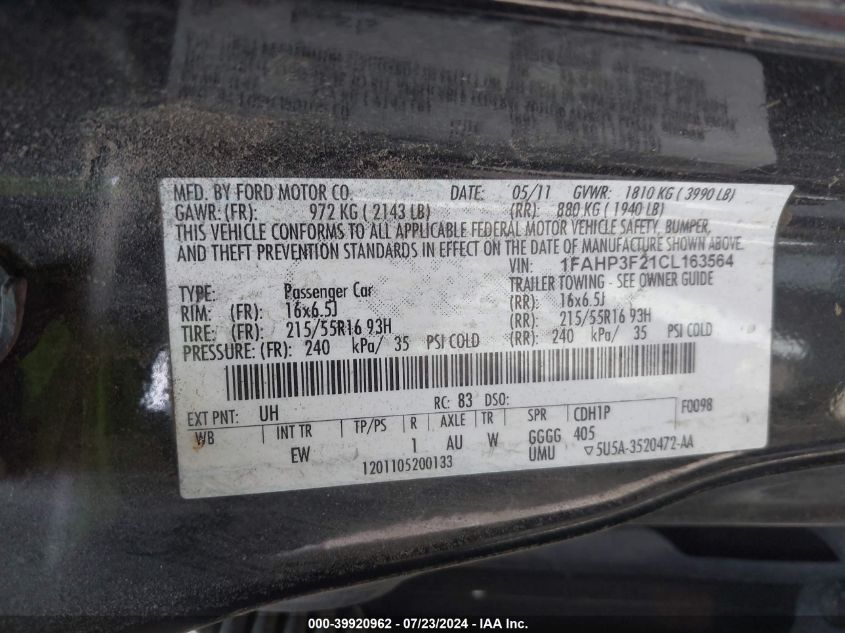 MFD. BY FORD MOTOR CO. DATE: 05/11 GVWR: 1810 KG ( 3990 LB)
GAWR: (FR): 972 KG ( 2143 LB) (RR): 880 KG ( 1940 LB)
THIS VEHICLE CONFORMS TO ALL APPLICABLE FEDERAL MOTOR VEHICLE SAFETY, BUMPER,
AND THEFT PREVENTION STANDARDS IN EFFECT ON THE DATE OF MANUFACTURE SHOWN ABOVE.
VIN: 1FAHP3F21CL163564
TYPE: Passenger Car TRAILER TOWING - SEE OWNER GUIDE
RIM: (FR): 16x6.5J (RR): 16x6.5J
TIRE: (FR): 215/55R16 93H (RR): 215/55R16 93H
PRESSURE: (FR): 240 kPa/ 35 PSI COLD (RR): 240 kPa/ 35 PSI COLD
RC: 83 DSO:
EXT PNT: UH CDH1P F0098
WB INT TR TP/PS R AXLE TR SPR 405
EW 1 AU W GGGG
UMU
1201105200133 ▽5U5A-3520472-AA
000-39920962 - 07/23/2024 - IAA Inc.